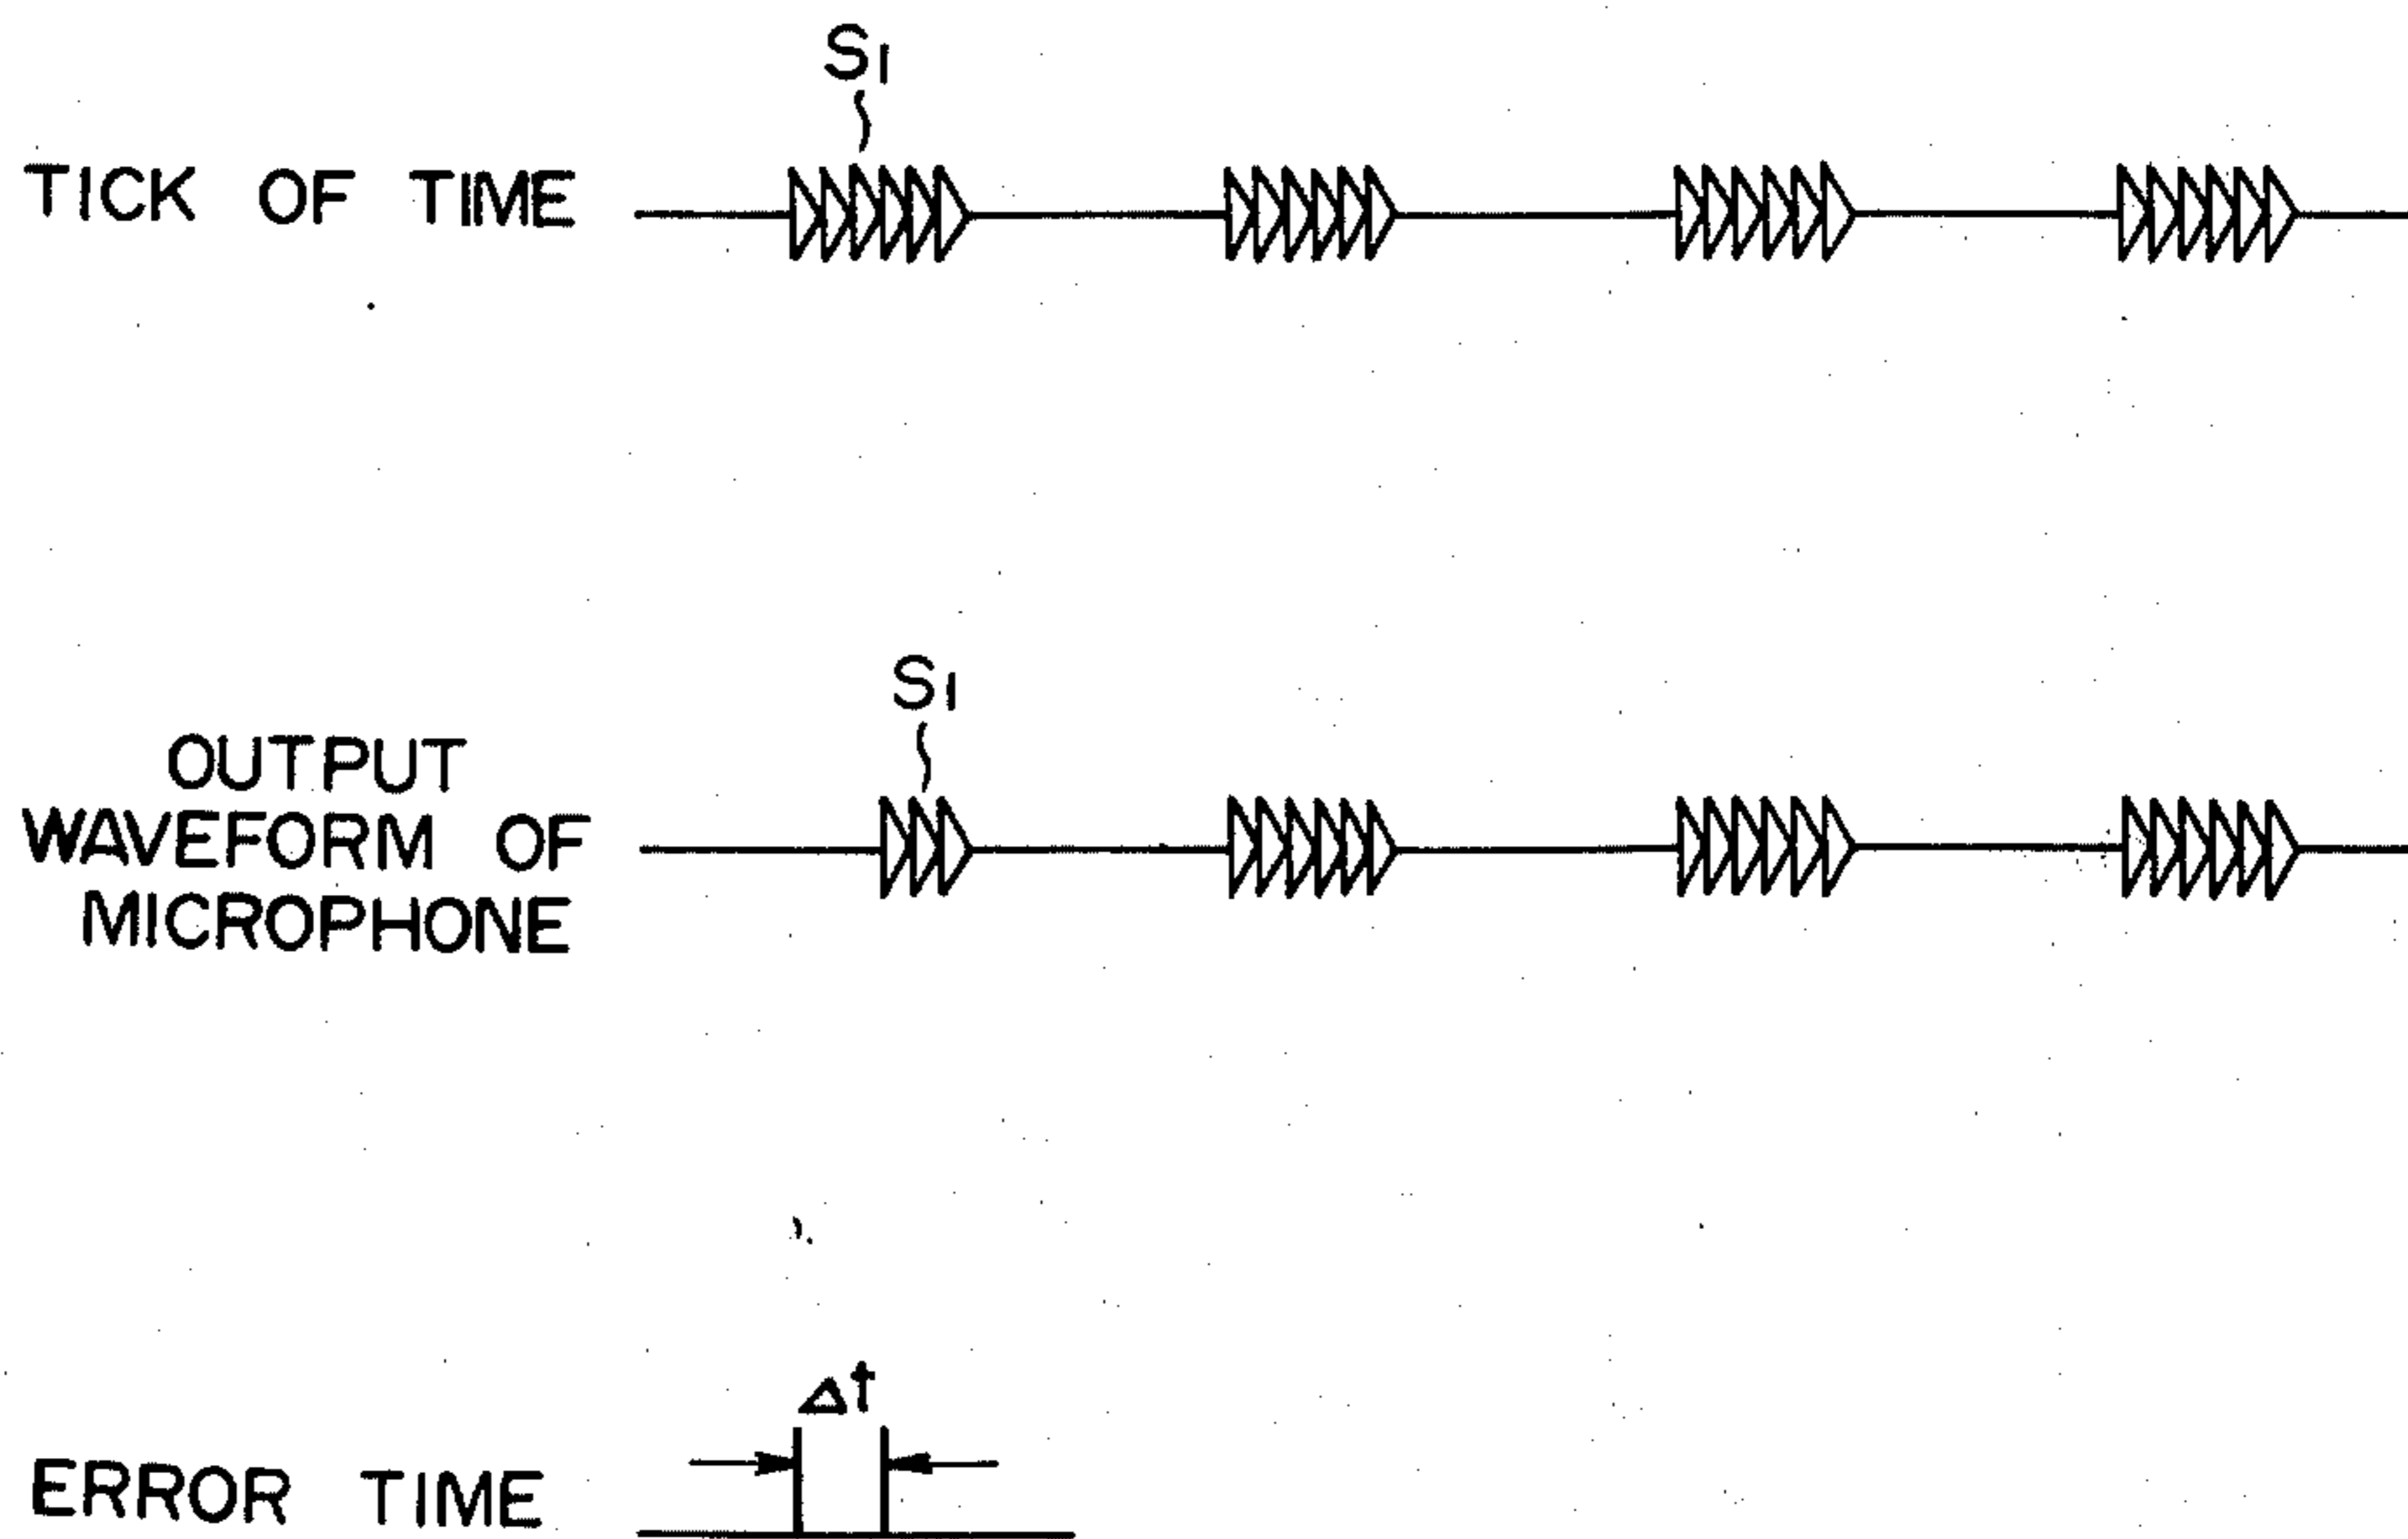 S1
TICK OF TIME
S1
OUTPUT
WAVEFORM OF
MICROPHONE
Δt
ERROR TIME